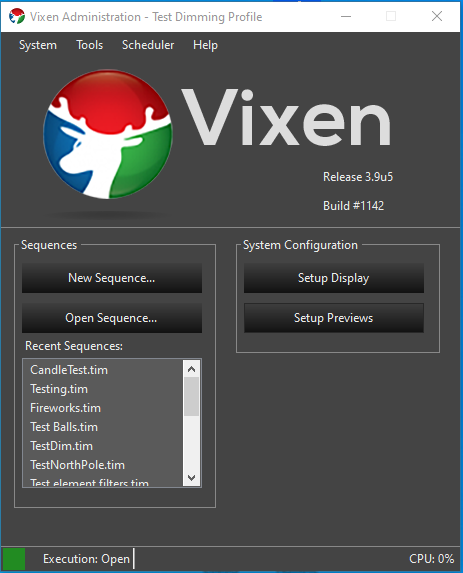 Vixen Administration - Test Dimming Profile
System Tools Scheduler Help
Vixen
Release 3.9u5
Build #1142
Sequences
New Sequence...
Open Sequence...
Recent Sequences:
CandleTest.tim
Testing.tim
Fireworks.tim
Test Balls.tim
TestDim.tim
TestNorthPole.tim
Test element filters.tim
System Configuration
Setup Display
Setup Previews
Execution: Open
CPU: 0%